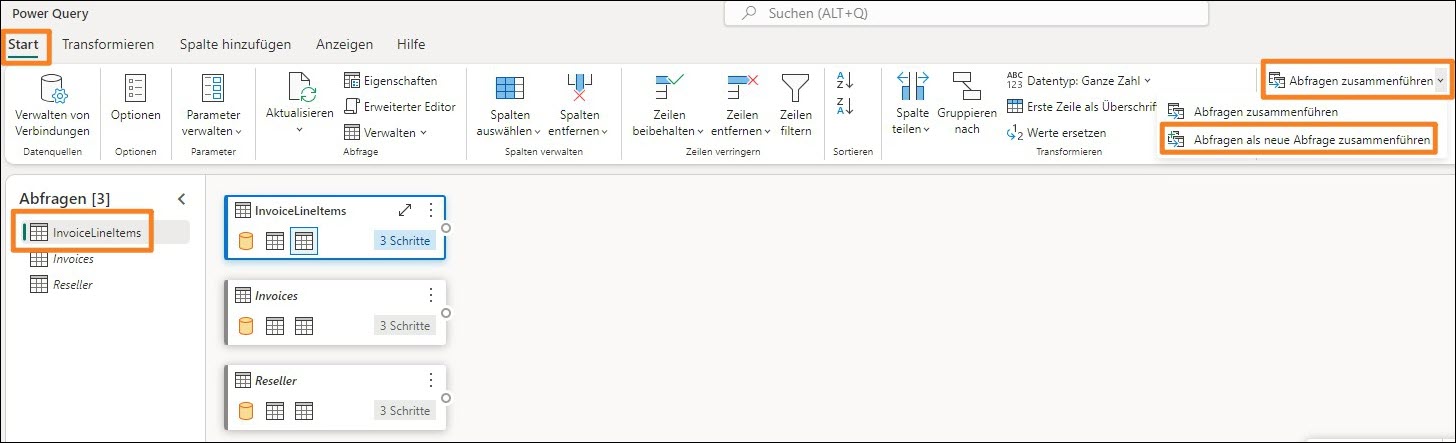 Power Query
Suchen (ALT+Q)
Start Transformieren Spalte hinzufügen Anzeigen Hilfe
Verwalten von Verbindungen
Datenquellen
Optionen
Optionen
Parameter verwalten
Parameter
Aktualisieren
Eigenschaften
Erweiterter Editor
Verwalten
Abfrage
Spalten auswählen
Spalten entfernen
Spalten verwalten
Zeilen beibehalten
Zeilen entfernen
Zeilen filtern
Zeilen verringern
A
Z
Z
A
Sortieren
Spalte teilen
Gruppieren nach
ABC
123
Datentyp: Ganze Zahl
Erste Zeile als Überschrif
1
2
Werte ersetzen
Transformieren
Abfragen zusammenführen
Abfragen zusammenführen
Abfragen als neue Abfrage zusammenführen
Abfragen [3]
InvoiceLineItems
Invoices
Reseller
InvoiceLineItems
3 Schritte
Invoices
3 Schritte
Reseller
3 Schritte